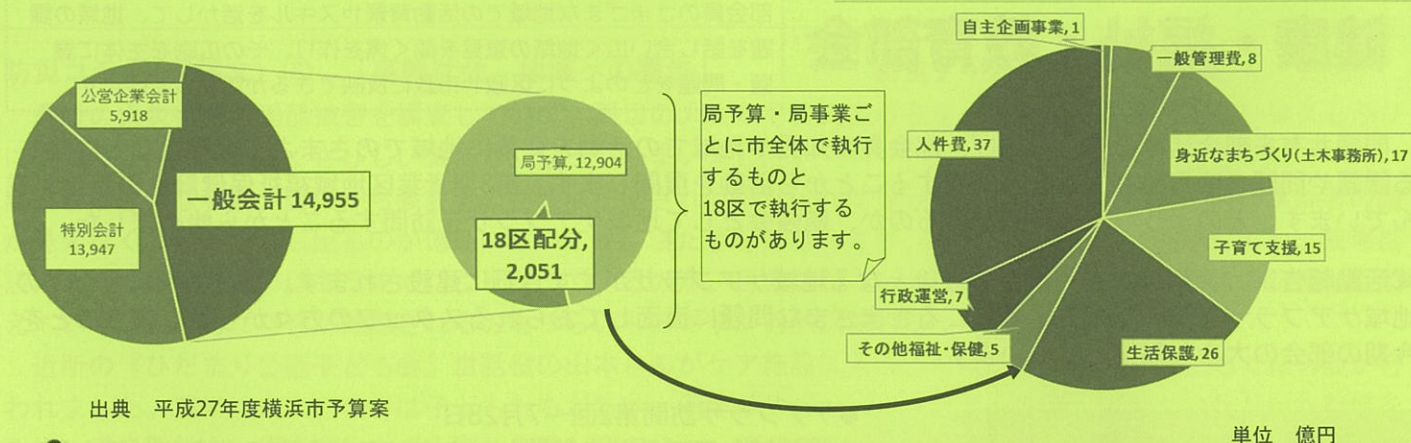 公営企業会計
5,918
一般会計 14,955
特別会計
13,947
局予算, 12,904
18区配分,
2,051
局予算・局事業ご
とに市全体で執行
するものと
18区で執行する
ものがあります。
自主企画事業, 1
一般管理費, 8
人件費, 37
身近なまちづくり(土木事務所), 17
子育て支援, 15
行政運営, 7
その他福祉・保健, 5
生活保護, 26
出典　平成27年度横浜市予算案
単位　億円